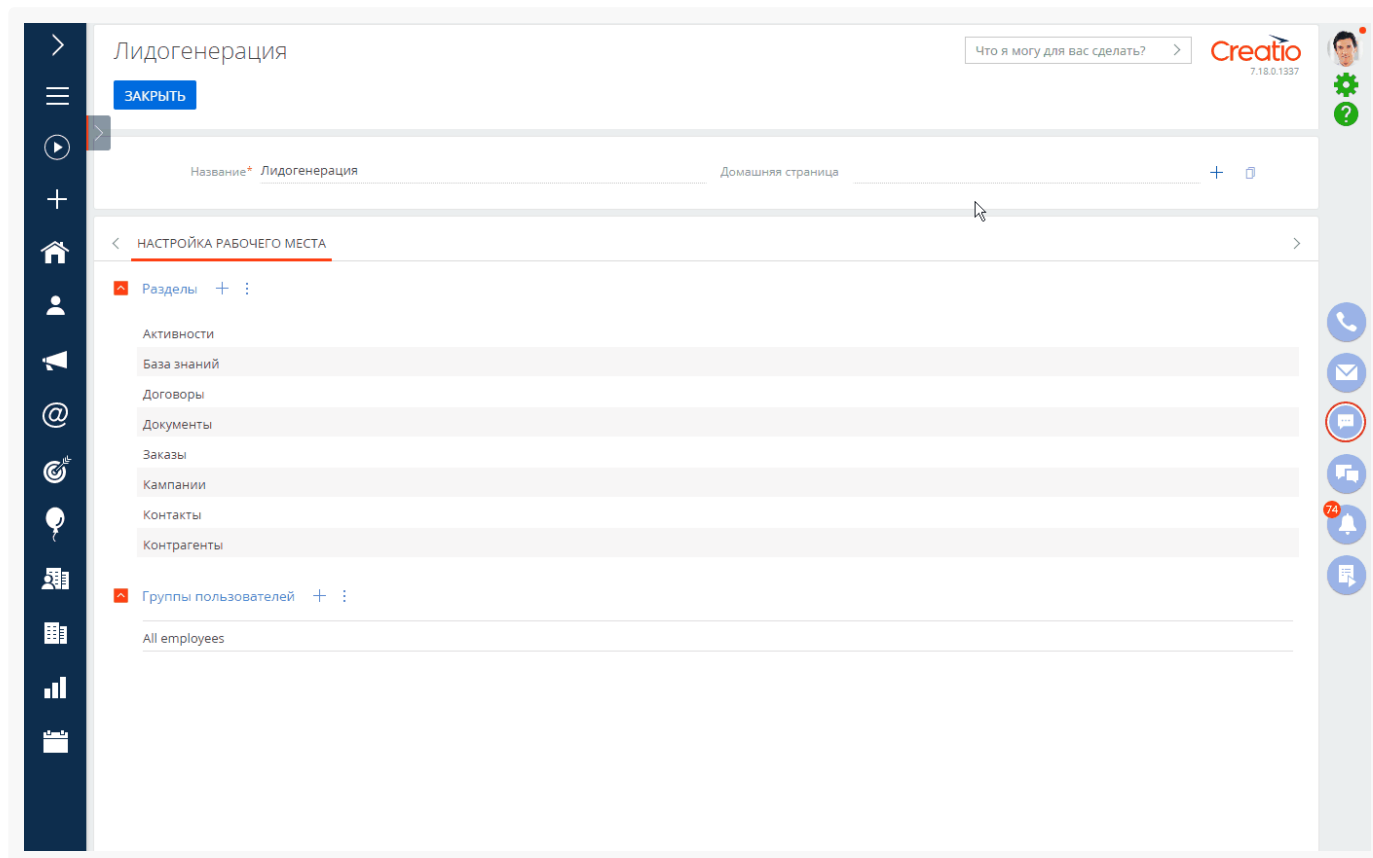 Лидогенерация
Что я могу для вас сделать?
Creatio
7.18.0.1337
ЗАКРЫТЬ
Название* Лидогенерация
Домашняя страница
НАСТРОЙКА РАБОЧЕГО МЕСТА
Разделы
Активности
База знаний
Договоры
Документы
Заказы
Кампании
Контакты
Контрагенты
74
Группы пользователей
All employees